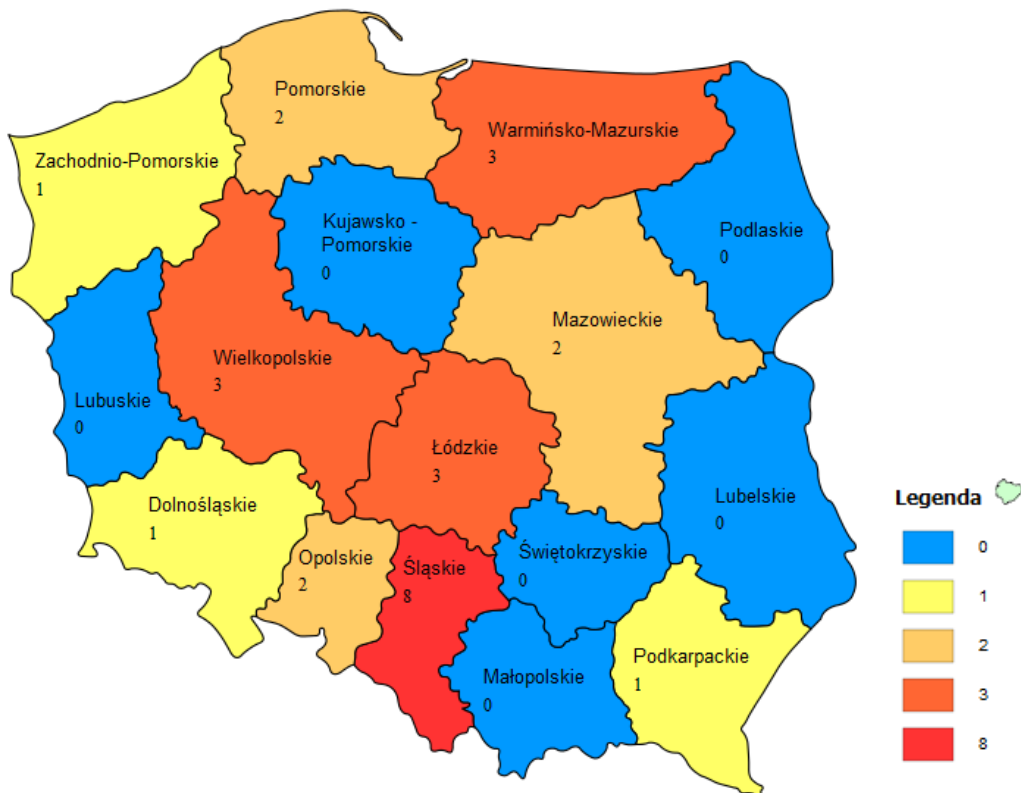 Pomorskie
2
Warmińsko-Mazurskie
3
Zachodnio-Pomorskie
1
Kujawsko -
Pomorskie
0
Podlaskie
0
Mazowieckie
2
Wielkopolskie
3
Lubuskie
0
Łódzkie
3
Dolnośląskie
1
Lubelskie
0
Opolskie
2
Śląskie
8
Świętokrzyskie
0
Małopolskie
0
Podkarpackie
1
Legenda
0
1
2
3
8